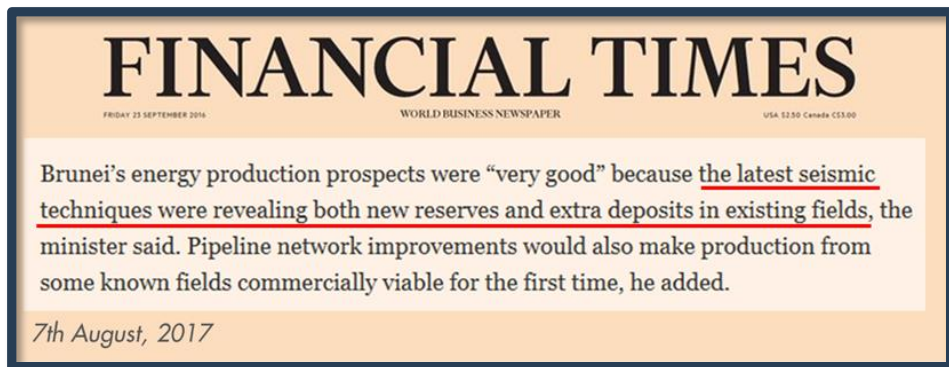 FINANCIAL TIMES
FRIDAY 23 SEPTEMBER 2016 WORLD BUSINESS NEWSPAPER USA $2.50 Canada C$3.00
Brunei’s energy production prospects were “very good” because the latest seismic
techniques were revealing both new reserves and extra deposits in existing fields, the
minister said. Pipeline network improvements would also make production from
some known fields commercially viable for the first time, he added.
7th August, 2017